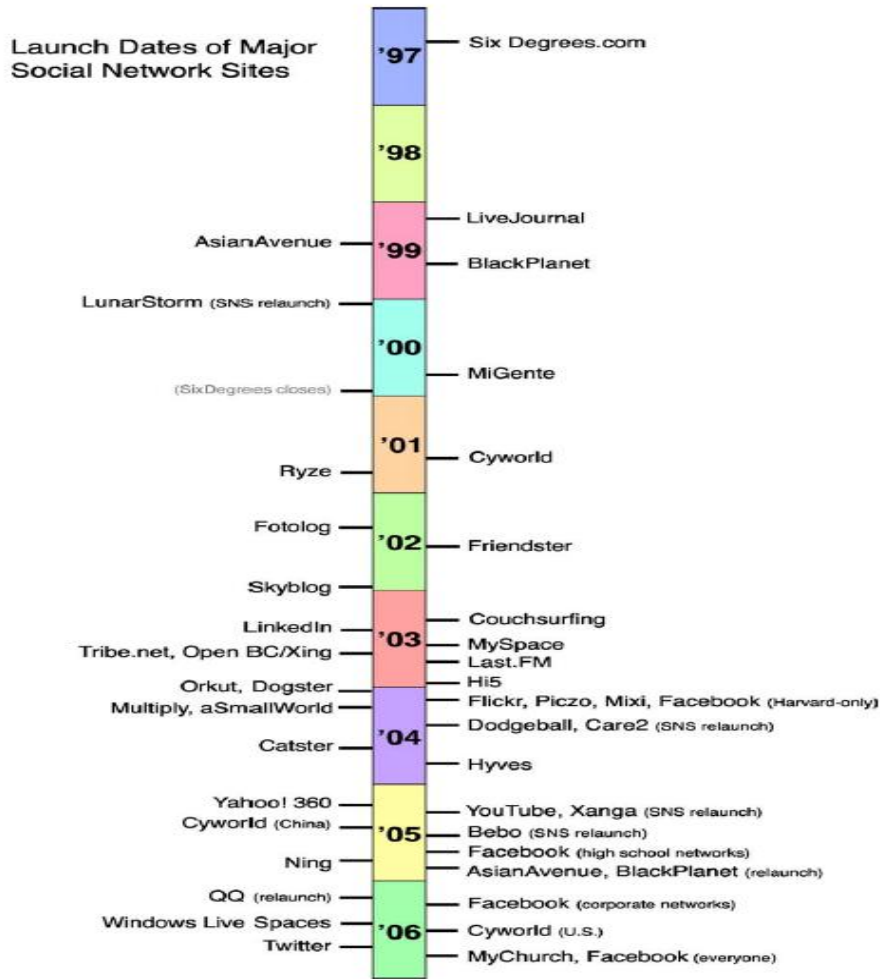 Launch Dates of Major
Social Network Sites
'97
Six Degrees.com
'98
LiveJournal
AsianAvenue
'99
BlackPlanet
LunarStorm (SNS relaunch)
'00
MiGente
(SixDegrees closes)
'01
Cyworld
Ryze
Fotolog
'02
Friendster
Skyblog
Couchsurfing
LinkedIn
'03
MySpace
Tribe.net, Open BC/Xing
Last.FM
Hi5
Orkut, Dogster
Flickr, Piczo, Mixi, Facebook (Harvard-only)
Multiply, aSmallWorld
Dodgeball, Care2 (SNS relaunch)
'04
Catster
Hyves
Yahoo! 360
YouTube, Xanga (SNS relaunch)
Cyworld (China)
'05
Bebo (SNS relaunch)
Facebook (high school networks)
Ning
AsianAvenue, BlackPlanet (relaunch)
QQ (relaunch)
Facebook (corporate networks)
Windows Live Spaces
'06
Cyworld (U.S.)
Twitter
MyChurch, Facebook (everyone)